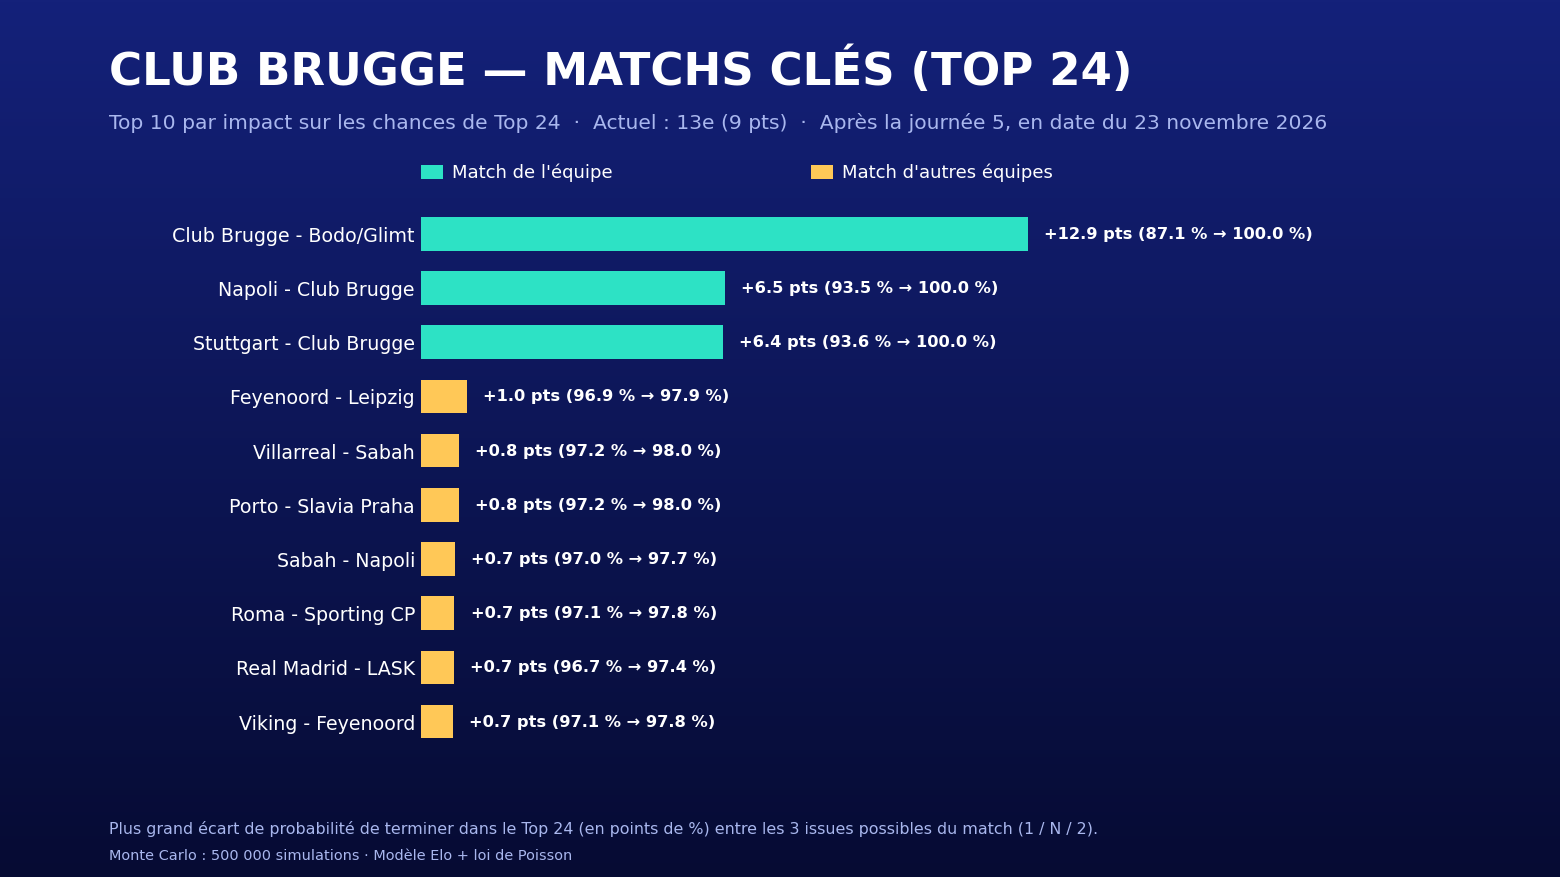 CLUB BRUGGE — MATCHS CLÉS (TOP 24)
Top 10 par impact sur les chances de Top 24 · Actuel : 13e (9 pts) · Après la journée 5, en date du 23 novembre 2026
Match de l'équipe
Match d'autres équipes
Club Brugge - Bodo/Glimt +12.9 pts (87.1 % → 100.0 %)
Napoli - Club Brugge +6.5 pts (93.5 % → 100.0 %)
Stuttgart - Club Brugge +6.4 pts (93.6 % → 100.0 %)
Feyenoord - Leipzig +1.0 pts (96.9 % → 97.9 %)
Villarreal - Sabah +0.8 pts (97.2 % → 98.0 %)
Porto - Slavia Praha +0.8 pts (97.2 % → 98.0 %)
Sabah - Napoli +0.7 pts (97.0 % → 97.7 %)
Roma - Sporting CP +0.7 pts (97.1 % → 97.8 %)
Real Madrid - LASK +0.7 pts (96.7 % → 97.4 %)
Viking - Feyenoord +0.7 pts (97.1 % → 97.8 %)
Plus grand écart de probabilité de terminer dans le Top 24 (en points de %) entre les 3 issues possibles du match (1 / N / 2).
Monte Carlo : 500 000 simulations · Modèle Elo + loi de Poisson